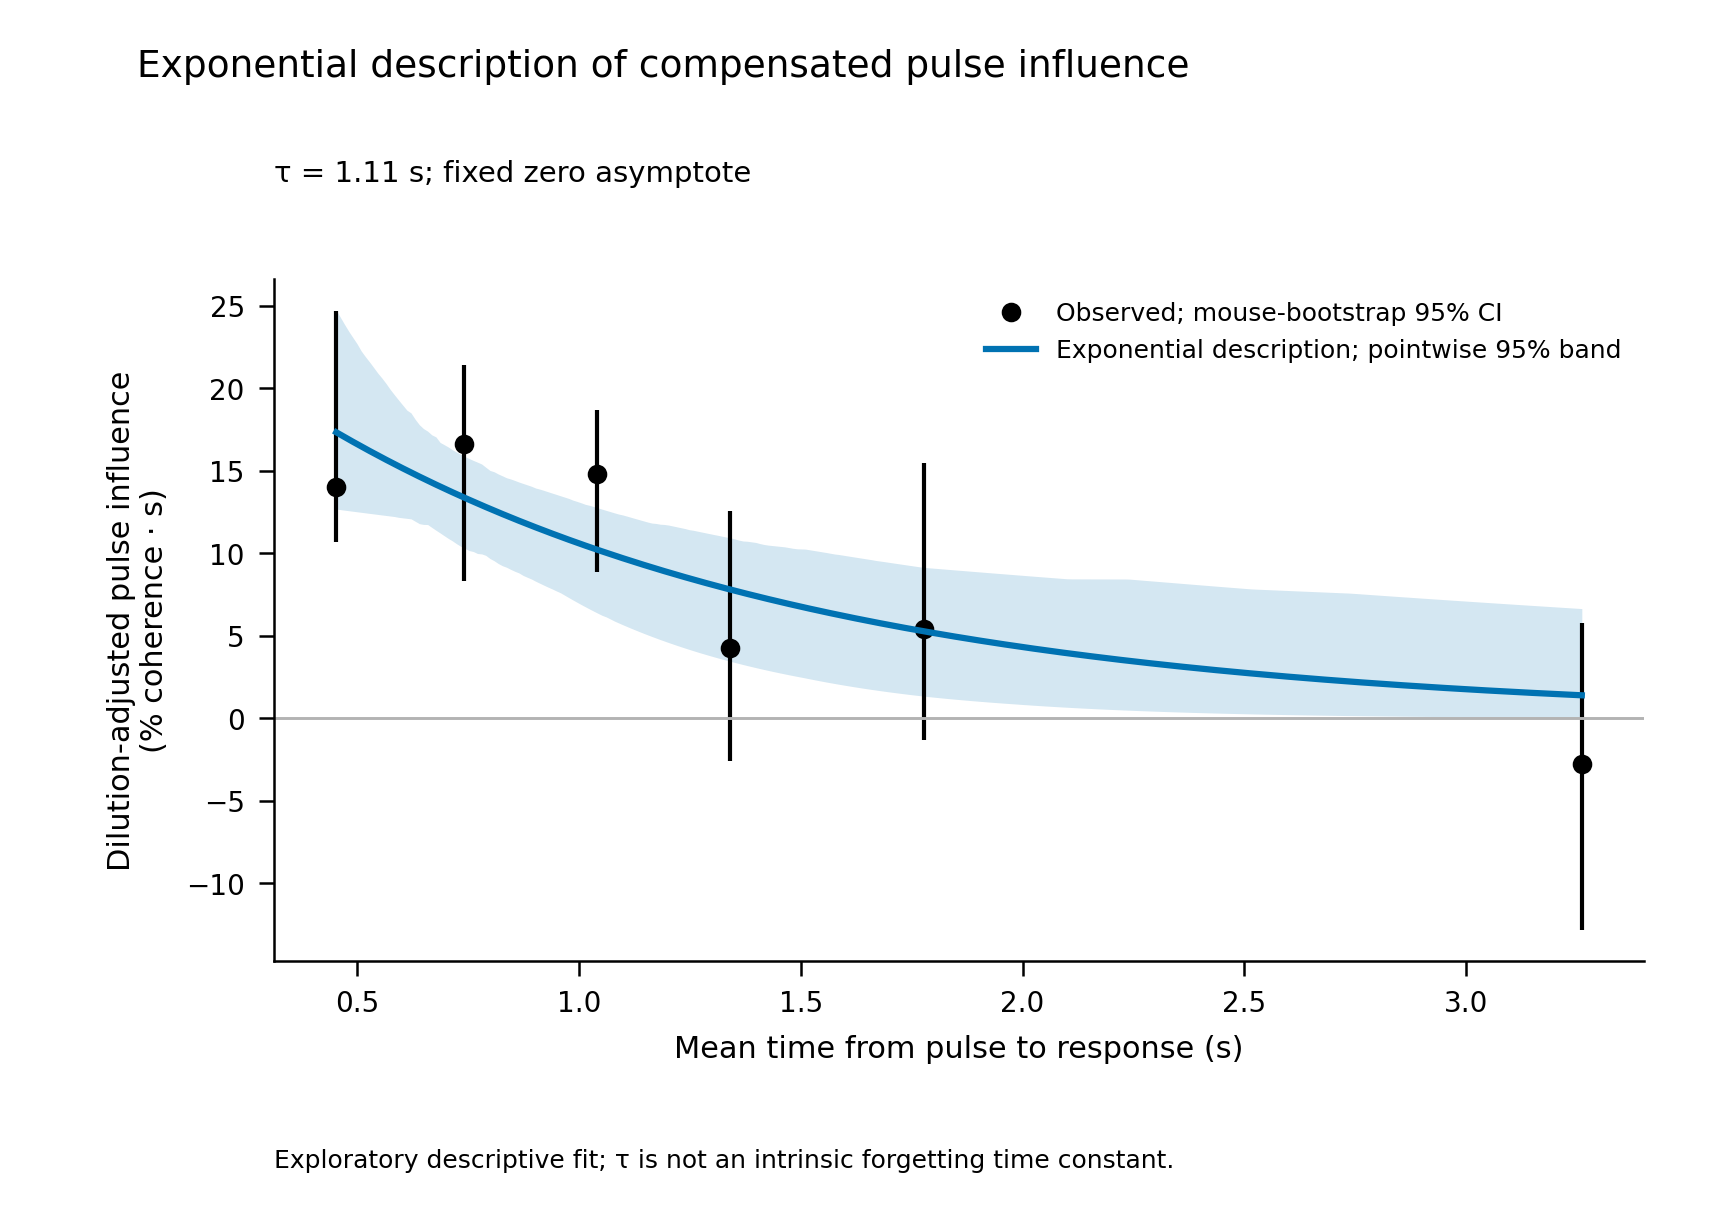 Exponential description of compensated pulse influence
τ = 1.11 s; fixed zero asymptote
Observed; mouse-bootstrap 95% CI
Exponential description; pointwise 95% band
Dilution-adjusted pulse influence
(% coherence · s)
25
20
15
10
5
0
−5
−10
0.5 1.0 1.5 2.0 2.5 3.0
Mean time from pulse to response (s)
Exploratory descriptive fit; τ is not an intrinsic forgetting time constant.